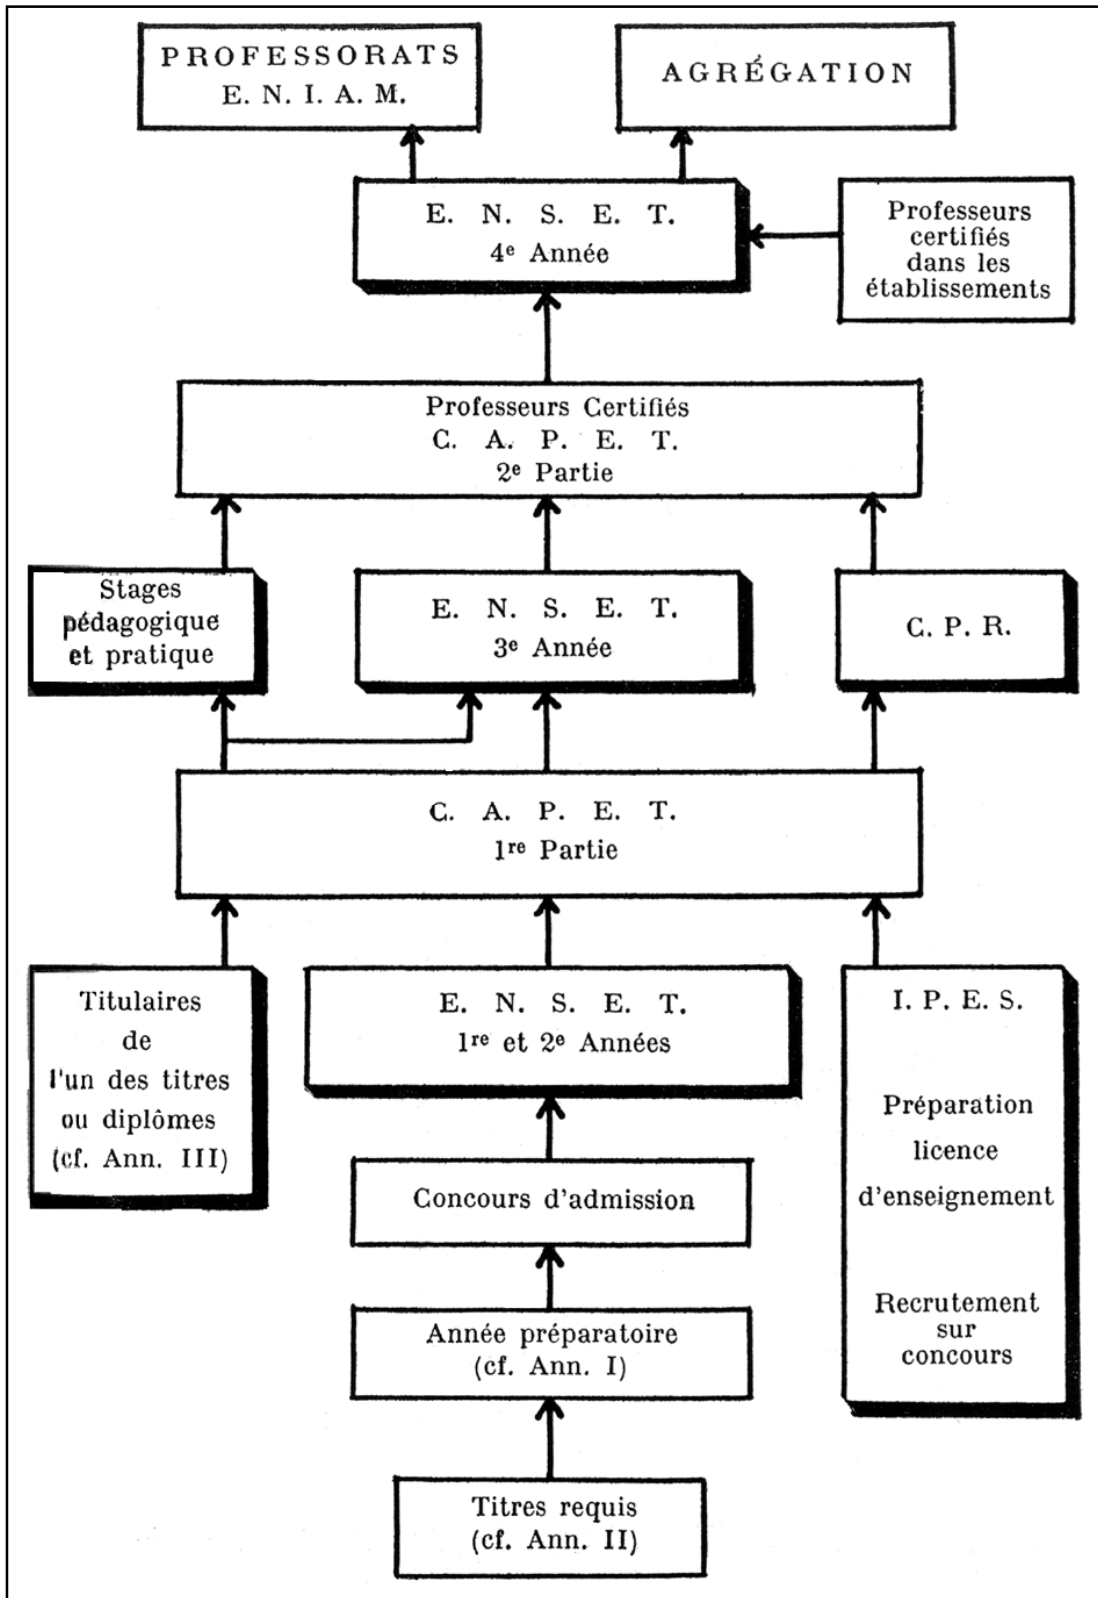 PROFESSORATS
E. N. I. A. M.
AGRÉGATION
E. N. S. E. T.
4e Année
Professeurs
certifiés
dans les
établissements
Professeurs Certifiés
C. A. P. E. T.
2e Partie
Stages
pédagogique
et pratique
E. N. S. E. T.
3e Année
C. P. R.
C. A. P. E. T.
1re Partie
Titulaires
de
l'un des titres
ou diplômes
(cf. Ann. III)
E. N. S. E. T.
1re et 2e Années
I. P. E. S.
Préparation
licence
d'enseignement
Recrutement
sur
concours
Concours d'admission
Année préparatoire
(cf. Ann. I)
Titres requis
(cf. Ann. II)